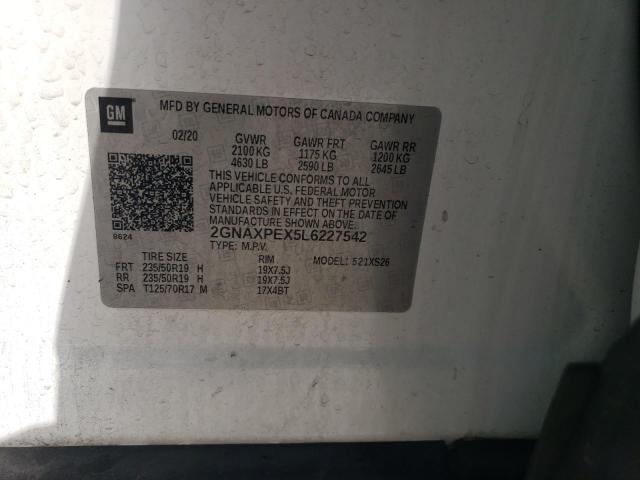 GM
MFD BY GENERAL MOTORS OF CANADA COMPANY
02/20 GVWR GAWR FRT GAWR RR
2100 KG 1175 KG 1200 KG
4630 LB 2590 LB 2645 LB
THIS VEHICLE CONFORMS TO ALL
APPLICABLE U.S. FEDERAL MOTOR
VEHICLE SAFETY AND THEFT PREVENTION
STANDARDS IN EFFECT ON THE DATE OF
MANUFACTURE SHOWN ABOVE.
8624 2GNAXPEX5L6227542
TYPE: M.P.V. MODEL: 521XS26
TIRE SIZE RIM
FRT 235/50R19 H 19X7.5J
RR 235/50R19 H 19X7.5J
SPA T125/70R17 M 17X4BT